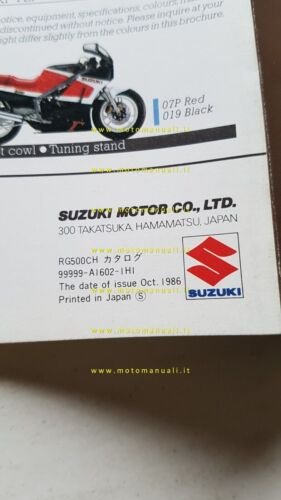 notice, equipment, specifications, colours, ma
discontinued without notice. Please inquire at your
ight differ slightly from the colours in this brochure.
SUZUKI
07P Red
019 Black
t cowl ● Tuning stand
www.motomanuali.it
SUZUKI MOTOR CO., LTD.
300 TAKATSUKA, HAMAMATSU, JAPAN
www.motomanuali.it
RG500CH カタログ
99999-A1602-1H1
The date of issue Oct. 1986
Printed in Japan Ⓢ
SUZUKI
www.motomanuali.it
www.motomanuali.it